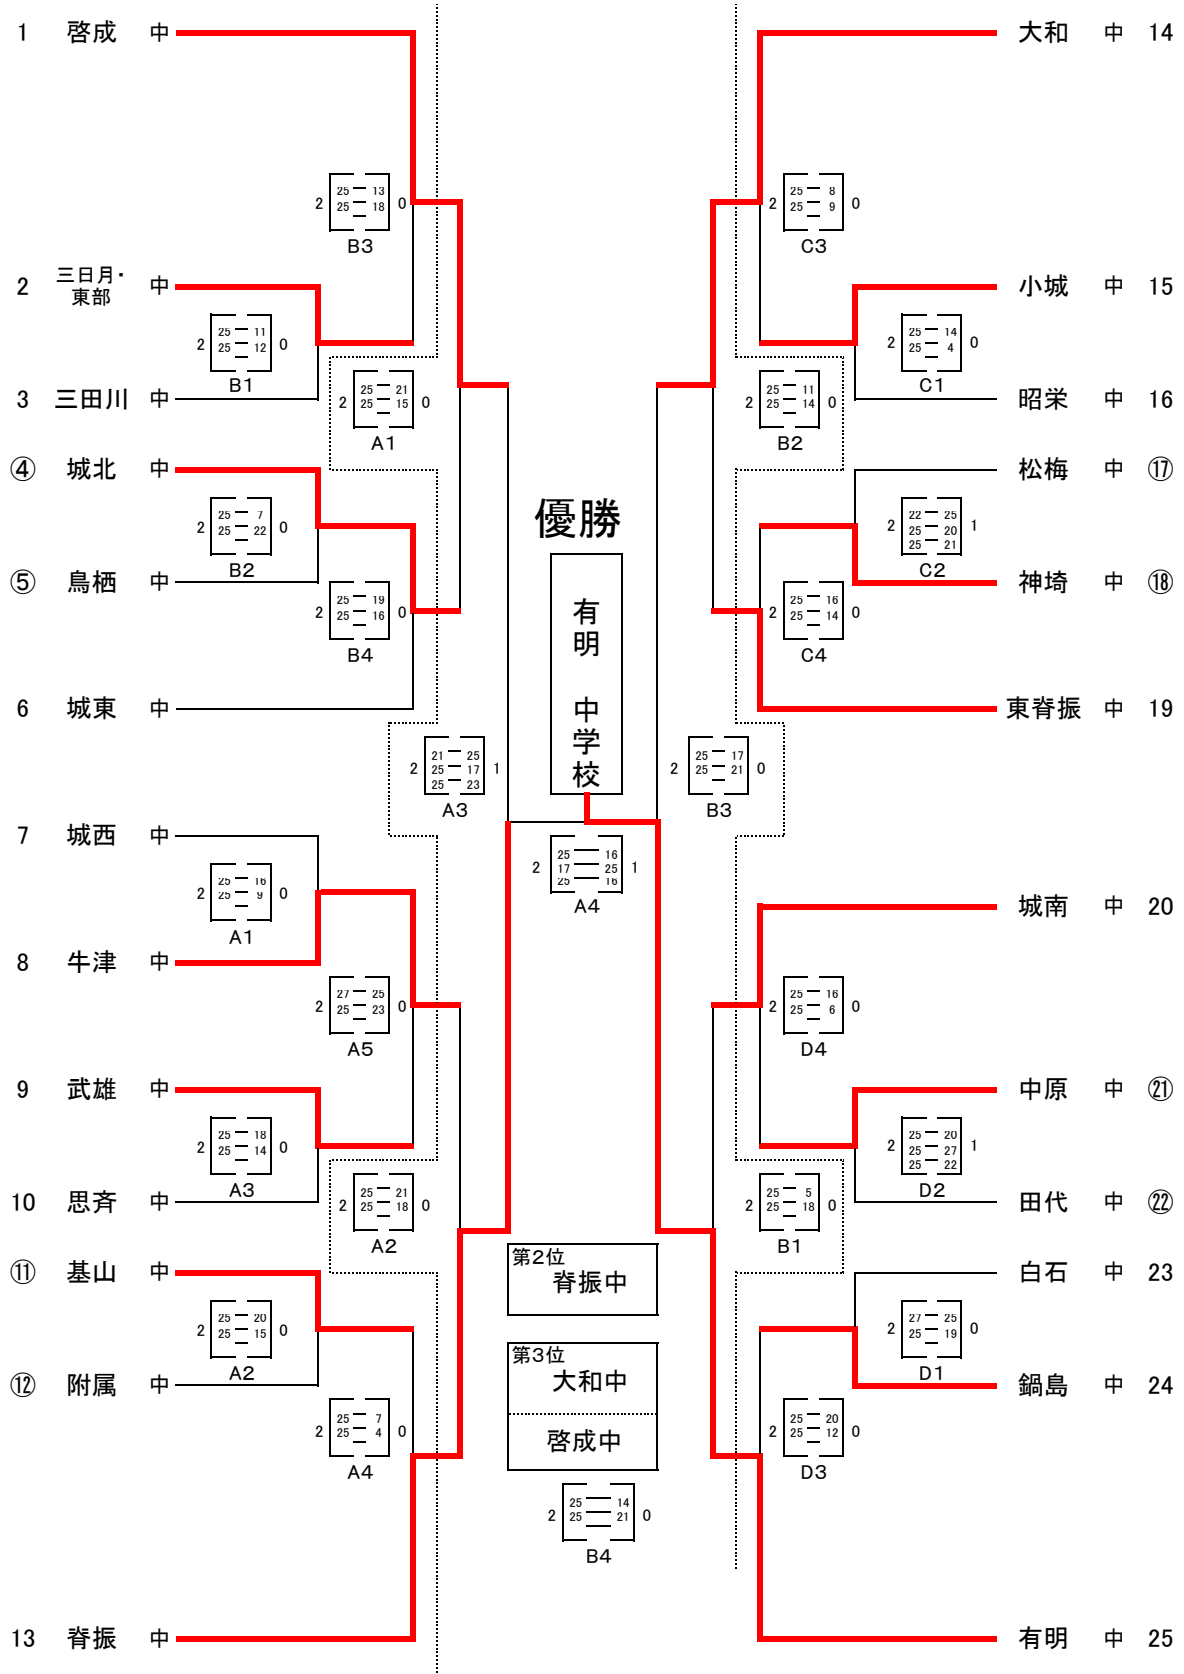 1 啓成 中
大和 中 14
2 25 13 0
25 18
B3
2 25 8 0
25 9
C3
2 三日月・東部 中
小城 中 15
2 25 11 0
25 12
B1
2 25 14 0
25 4
C1
3 三田川 中
昭栄 中 16
2 25 21 0
25 15
A1
2 25 11 0
25 14
B2
④ 城北 中
松梅 中 ⑰
2 25 7 0
25 22
B2
2 22 25 1
25 20
25 21
C2
優勝
有明 中学校
⑤ 鳥栖 中
神埼 中 ⑱
2 25 19 0
25 16
B4
2 25 16 0
25 14
C4
6 城東 中
東脊振 中 19
2 21 25 1
25 17
25 23
A3
2 25 17 0
25 21
B3
7 城西 中
2 25 16 1
17 25
25 16
A4
2 25 16 0
25 9
A1
城南 中 20
8 牛津 中
2 27 25 0
25 23
A5
2 25 16 0
25 6
D4
9 武雄 中
中原 中 ㉑
2 25 18 0
25 14
A3
2 25 20 1
25 27
25 22
D2
10 思斉 中
田代 中 ㉒
2 25 21 0
25 18
A2
2 25 5 0
25 18
B1
⑪ 基山 中
白石 中 23
第2位
脊振中
2 25 20 0
25 15
A2
2 27 25 0
25 19
D1
第3位
大和中
啓成中
⑫ 附属 中
鍋島 中 24
2 25 7 0
25 4
A4
2 25 20 0
25 12
D3
2 25 14 0
25 21
B4
13 脊振 中
有明 中 25